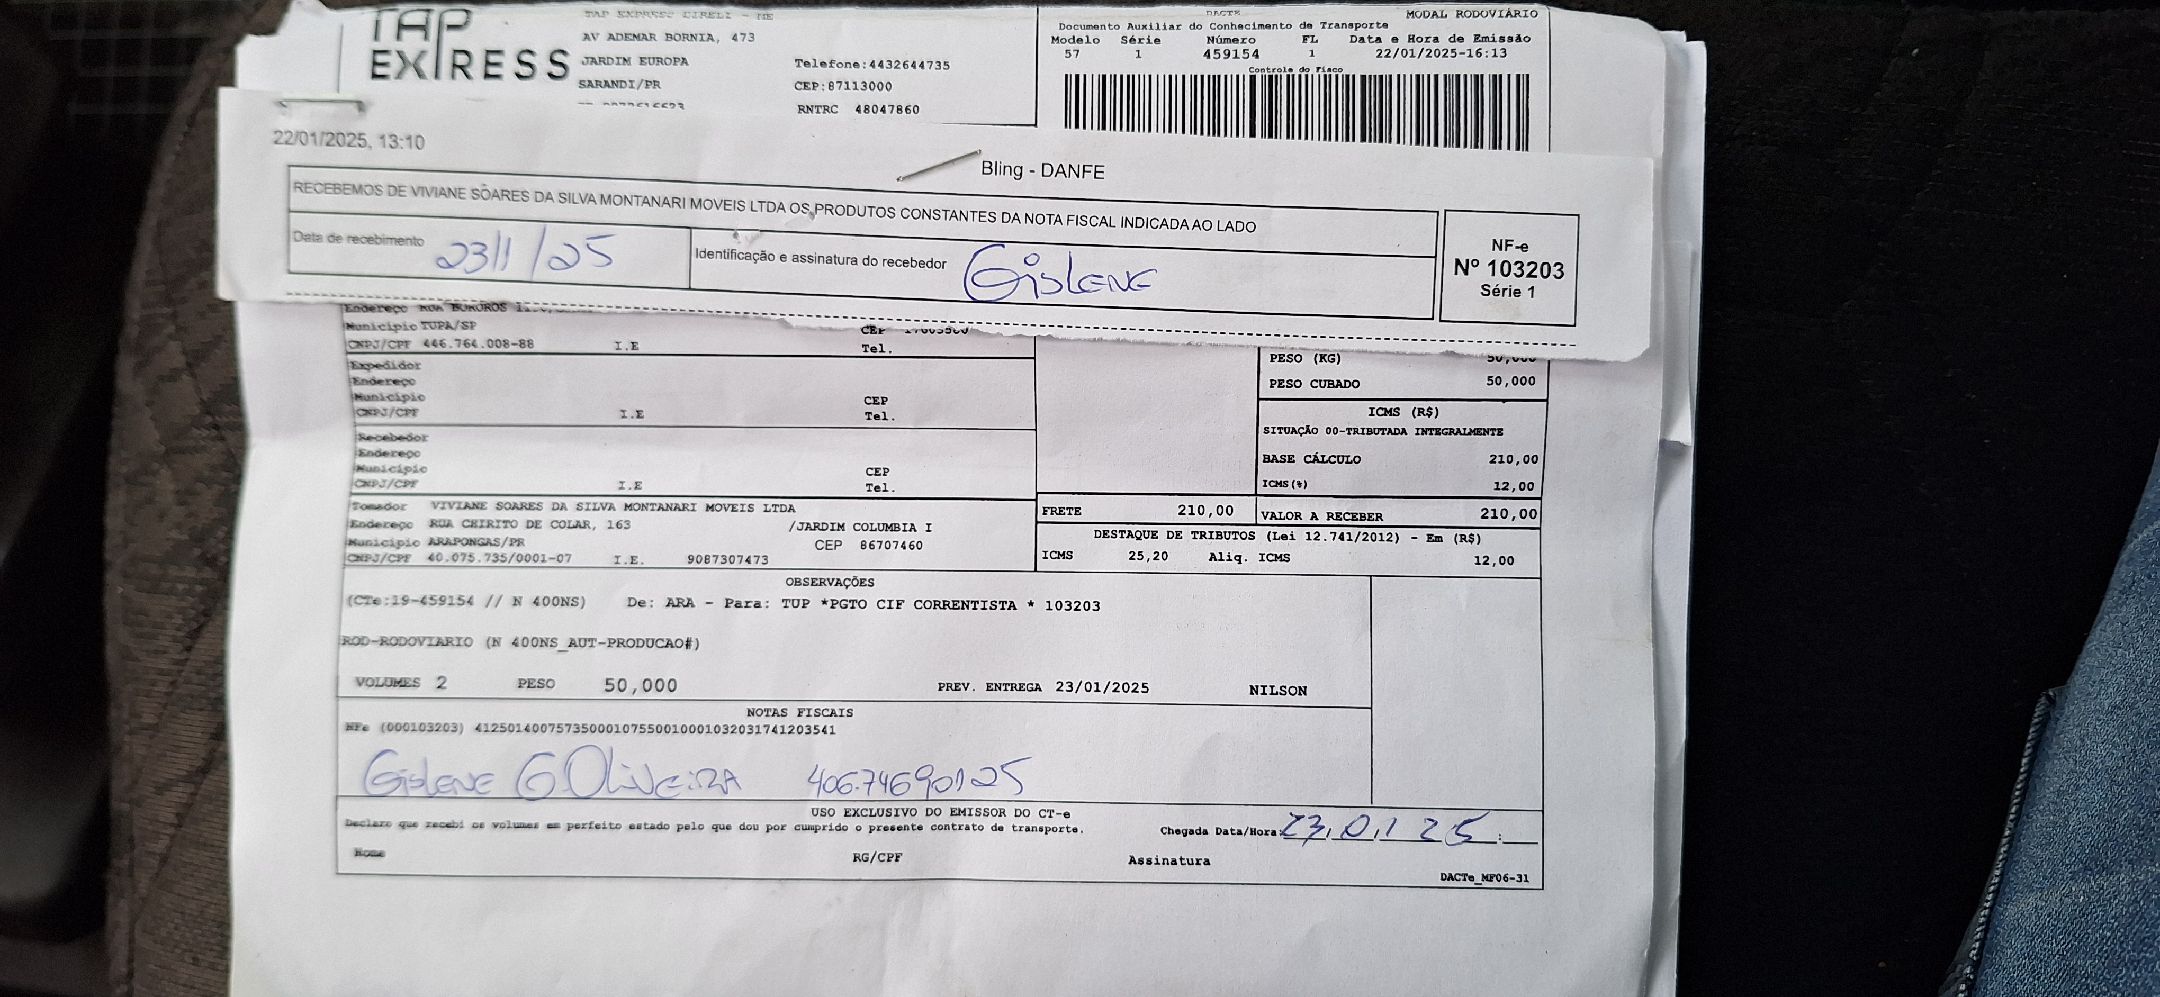 TAP
EXPRESS
TAP EXPRESS EIRELI - ME
AV ADEMAR BORNIA, 473
JARDIM EUROPA
SARANDI/PR
Telefone:4432644735
CEP:87113000
RNTRC 48047860
DACTE
MODAL RODOVIÁRIO
Documento Auxiliar do Conhecimento de Transporte
Modelo Série Número FL Data e Hora de Emissão
57 1 459154 1 22/01/2025-16:13
Controle do Fisco
22/01/2025, 13:10
Bling - DANFE
RECEBEMOS DE VIVIANE SOARES DA SILVA MONTANARI MOVEIS LTDA OS PRODUTOS CONSTANTES DA NOTA FISCAL INDICADA AO LADO
Data de recebimento 23/1/25
Identificação e assinatura do recebedor Gislene
NF-e
Nº 103203
Série 1
Endereço RUA BOROROS
Município TUPA/SP CEP
CNPJ/CPF 446.764.008-88 I.E Tel.
Expedidor
Endereço
Município CEP
CNPJ/CPF I.E Tel.
Recebedor
Endereço
Município CEP
CNPJ/CPF I.E Tel.
PESO (KG) 50,000
PESO CUBADO 50,000
ICMS (R$)
SITUAÇÃO 00-TRIBUTADA INTEGRALMENTE
BASE CÁLCULO 210,00
ICMS(%) 12,00
Tomador VIVIANE SOARES DA SILVA MONTANARI MOVEIS LTDA
Endereço RUA CHIRITO DE COLAR, 163 /JARDIM COLUMBIA I
Município ARAPONGAS/PR CEP 86707460
CNPJ/CPF 40.075.735/0001-07 I.E. 9087307473
FRETE 210,00 VALOR A RECEBER 210,00
DESTAQUE DE TRIBUTOS (Lei 12.741/2012) - Em (R$)
ICMS 25,20 Aliq. ICMS 12,00
OBSERVAÇÕES
(CTe:19-459154 // N 400NS) De: ARA - Para: TUP *PGTO CIF CORRENTISTA * 103203
ROD-RODOVIARIO (N 400NS_AUT-PRODUCAO#)
VOLUMES 2 PESO 50,000 PREV. ENTREGA 23/01/2025 NILSON
NOTAS FISCAIS
NFe (000103203) 41250140075735000107550010001032031741203541
Gislene G Oliveira 40674690125
USO EXCLUSIVO DO EMISSOR DO CT-e
Declaro que recebi os volumes em perfeito estado pelo que dou por cumprido o presente contrato de transporte.
Chegada Data/Hora: 23.01 25 :
Nome RG/CPF Assinatura
DACTe_MF06-31